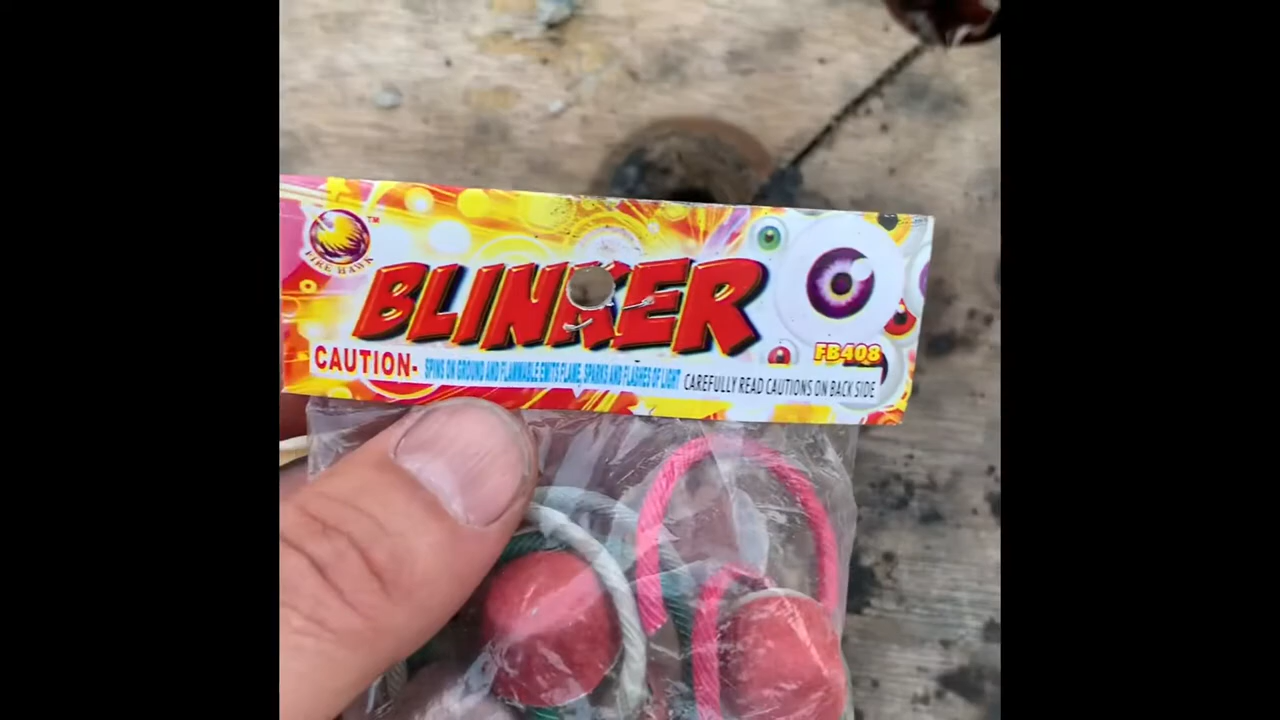 TM
FIRE HAWK
BLINKER
FB408
CAUTION- SPINS ON GROUND AND FLAMMABLE EMITS FLAME, SPARKS AND FLASHES OF LIGHT CAREFULLY READ CAUTIONS ON BACK SIDE